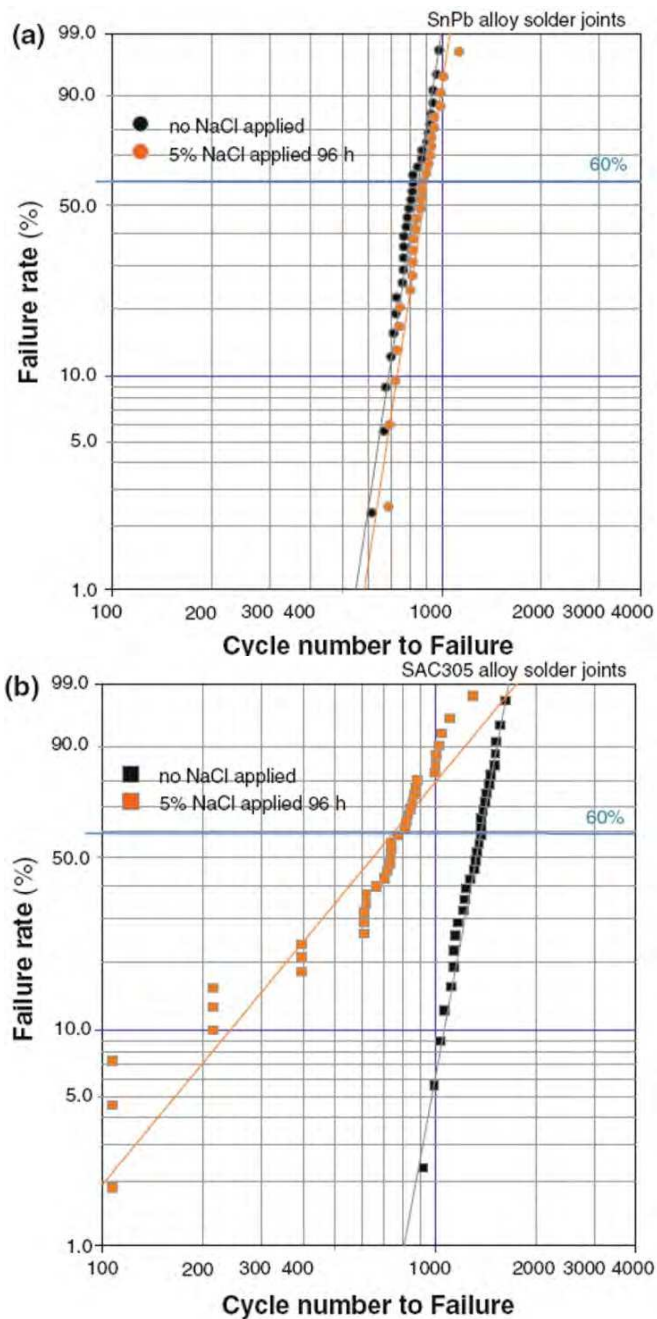 (a)
SnPb alloy solder joints
99.0
90.0
no NaCl applied
5% NaCl applied 96 h
60%
50.0
Failure rate (%)
10.0
5.0
1.0
100 200 300 400 1000 2000 3000 4000
Cycle number to Failure
(b)
SAC305 alloy solder joints
99.0
90.0
no NaCl applied
5% NaCl applied 96 h
60%
50.0
Failure rate (%)
10.0
5.0
1.0
100 200 300 400 1000 2000 3000 4000
Cycle number to Failure